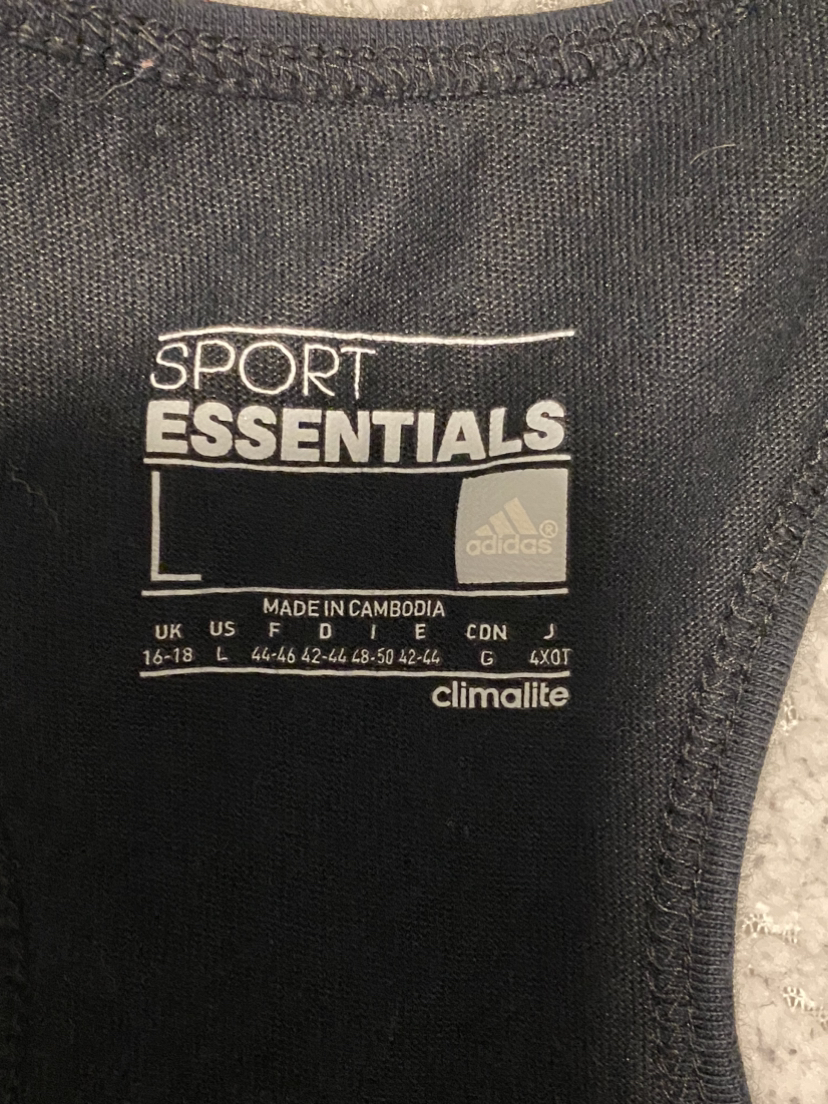 SPORT
ESSENTIALS
L
adidas®
MADE IN CAMBODIA
UK US F D I E CDN J
16-18 L 44-46 42-44 48-50 42-44 G 4XOT
climalite